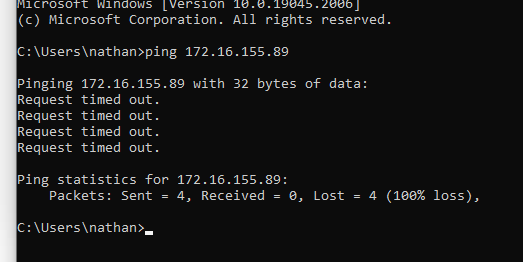 Microsoft Windows [Version 10.0.19045.2006]
(c) Microsoft Corporation. All rights reserved.
C:\Users\nathan>ping 172.16.155.89
Pinging 172.16.155.89 with 32 bytes of data:
Request timed out.
Request timed out.
Request timed out.
Request timed out.
Ping statistics for 172.16.155.89:
    Packets: Sent = 4, Received = 0, Lost = 4 (100% loss),
C:\Users\nathan>